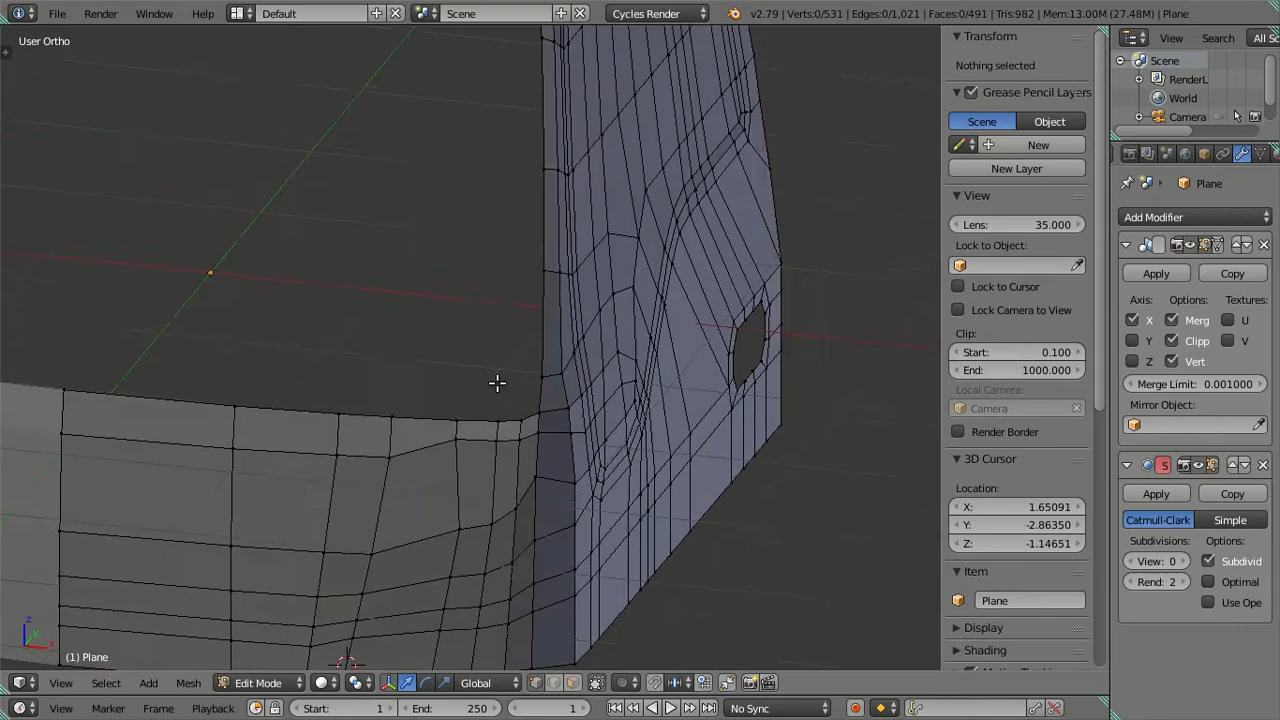 File Render Window Help Default Scene Cycles Render v2.79 | Verts:0/531 | Edges:0/1,021 | Faces:0/491 | Tris:982 | Mem:13.00M (27.48M) | Plane
User Ortho
Transform
Nothing selected
Grease Pencil Layers
Scene Object
New
New Layer
View
Lens: 35.000
Lock to Object:
Lock to Cursor
Lock Camera to View
Clip:
Start: 0.100
End: 1000.000
Local Camera:
Camera
Render Border
3D Cursor
Location:
X: 1.65091
Y: -2.86350
Z: -1.14651
Item
Plane
Display
Shading
View Search All Sc
Scene
RenderL
World
Camera
Plane
Add Modifier
Apply Copy
Axis: Options: Textures:
X Merg U
Y Clipp V
Z Vert
Merge Limit: 0.001000
Mirror Object:
S
Apply Copy
Catmull-Clark Simple
Subdivisions: Options:
View: 0 Subdivid
Rend: 2 Optimal
Use Ope
z
y
x
(1) Plane
View Select Add Mesh Edit Mode Global
View Marker Frame Playback Start: 1 End: 250 1 No Sync